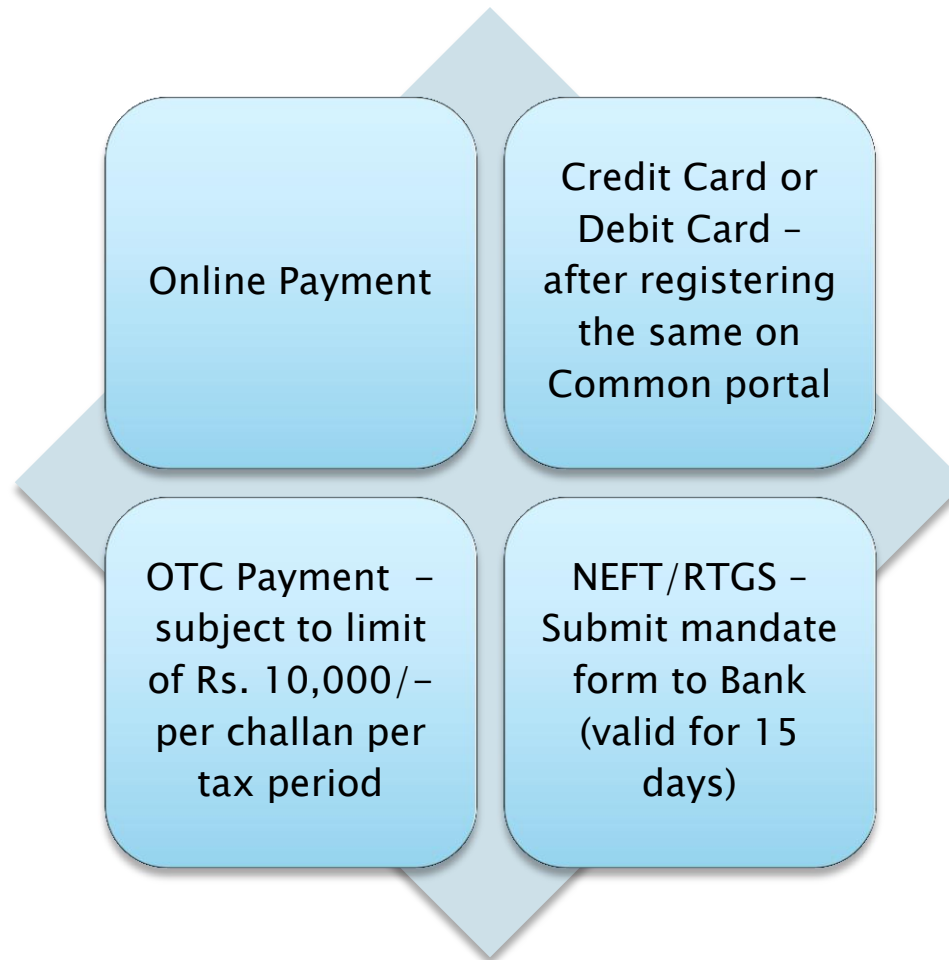 Online Payment
Credit Card or
Debit Card –
after registering
the same on
Common portal
OTC Payment –
subject to limit
of Rs. 10,000/–
per challan per
tax period
NEFT/RTGS –
Submit mandate
form to Bank
(valid for 15
days)